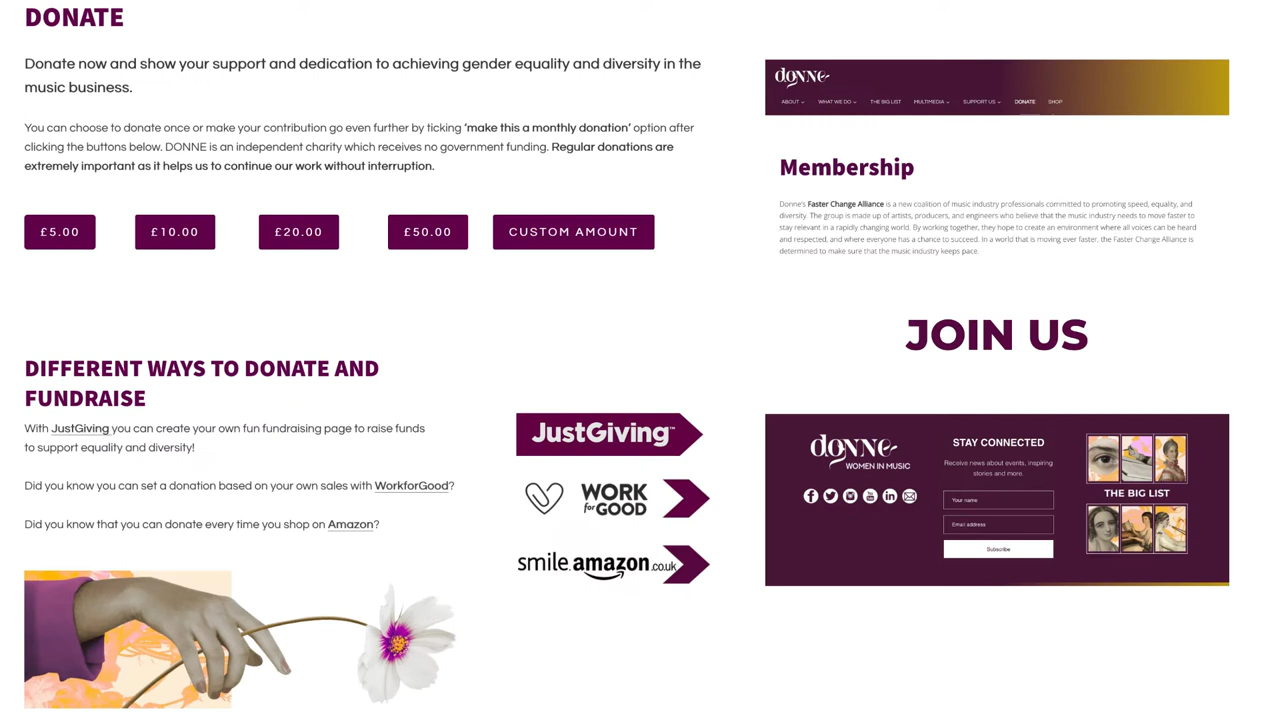 DONATE
Donate now and show your support and dedication to achieving gender equality and diversity in the
music business.
You can choose to donate once or make your contribution go even further by ticking ‘make this a monthly donation’ option after
clicking the buttons below. DONNE is an independent charity which receives no government funding. Regular donations are
extremely important as it helps us to continue our work without interruption.
£5.00
£10.00
£20.00
£50.00
CUSTOM AMOUNT
DIFFERENT WAYS TO DONATE AND
FUNDRAISE
With JustGiving you can create your own fun fundraising page to raise funds
to support equality and diversity!
Did you know you can set a donation based on your own sales with WorkforGood?
Did you know that you can donate every time you shop on Amazon?
JustGiving™
WORK
for GOOD
smile.amazon.co.uk
donne
ABOUT
WHAT WE DO
THE BIG LIST
MULTIMEDIA
SUPPORT US
DONATE
SHOP
Membership
Donne's Faster Change Alliance is a new coalition of music industry professionals committed to promoting speed, equality, and
diversity. The group is made up of artists, producers, and engineers who believe that the music industry needs to move faster to
stay relevant in a rapidly changing world. By working together, they hope to create an environment where all voices can be heard
and respected, and where everyone has a chance to succeed. In a world that is moving ever faster, the Faster Change Alliance is
determined to make sure that the music industry keeps pace.
JOIN US
donne
WOMEN IN MUSIC
STAY CONNECTED
Receive news about events, inspiring
stories and more.
Your name
Email address
Subscribe
THE BIG LIST